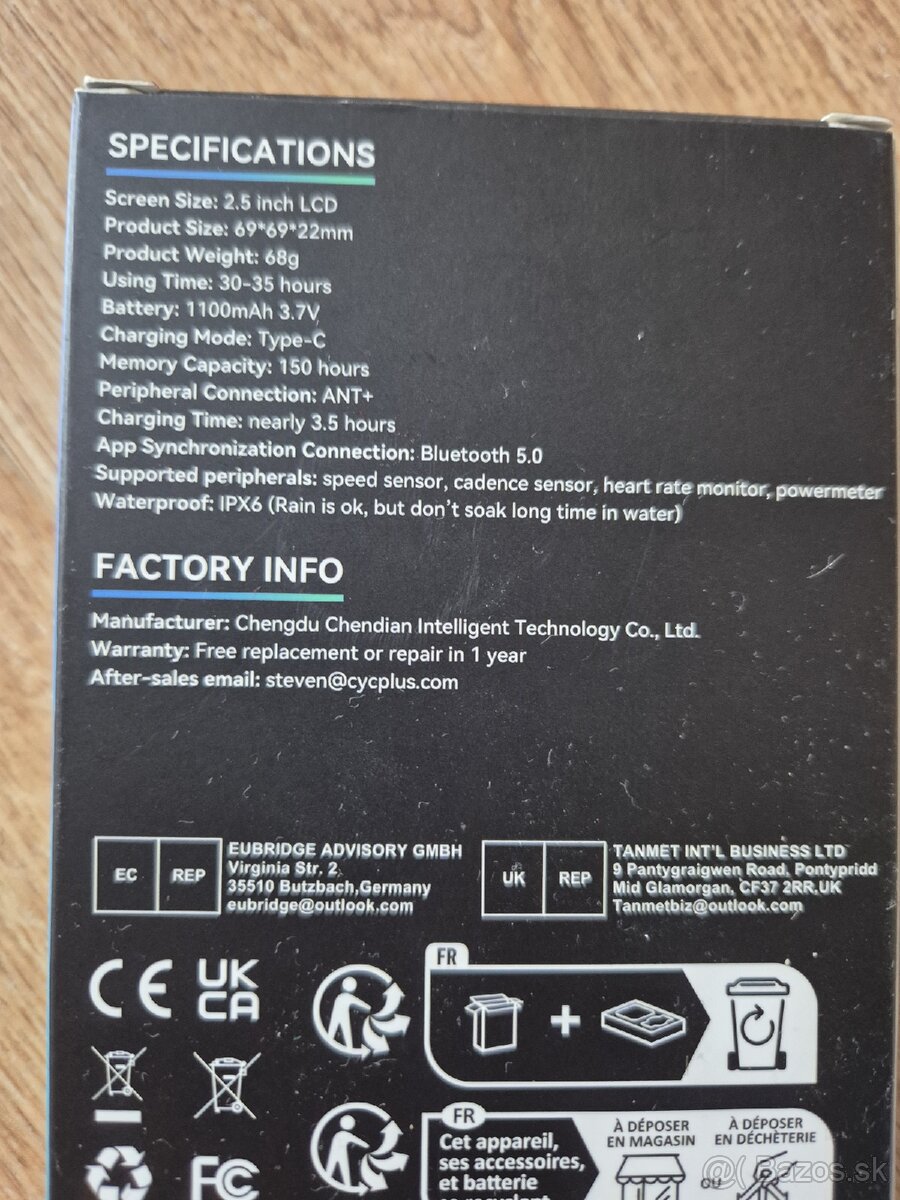 SPECIFICATIONS
Screen Size: 2.5 inch LCD
Product Size: 69*69*22mm
Product Weight: 68g
Using Time: 30-35 hours
Battery: 1100mAh 3.7V
Charging Mode: Type-C
Memory Capacity: 150 hours
Peripheral Connection: ANT+
Charging Time: nearly 3.5 hours
App Synchronization Connection: Bluetooth 5.0
Supported peripherals: speed sensor, cadence sensor, heart rate monitor, powermeter
Waterproof: IPX6 (Rain is ok, but don't soak long time in water)
FACTORY INFO
Manufacturer: Chengdu Chendian Intelligent Technology Co., Ltd.
Warranty: Free replacement or repair in 1 year
After-sales email: steven@cycplus.com
EC REP
EUBRIDGE ADVISORY GMBH
Virginia Str. 2
35510 Butzbach,Germany
eubridge@outlook.com
UK REP
TANMET INT'L BUSINESS LTD
9 Pantygraigwen Road, Pontypridd
Mid Glamorgan, CF37 2RR,UK
Tanmetbiz@outlook.com
CE
UK
CA
FR
+
FC
FR
Cet appareil,
ses accessoires,
et batterie
À DÉPOSER
EN MAGASIN
OU
À DÉPOSER
EN DÉCHÈTERIE
Bazos.sk